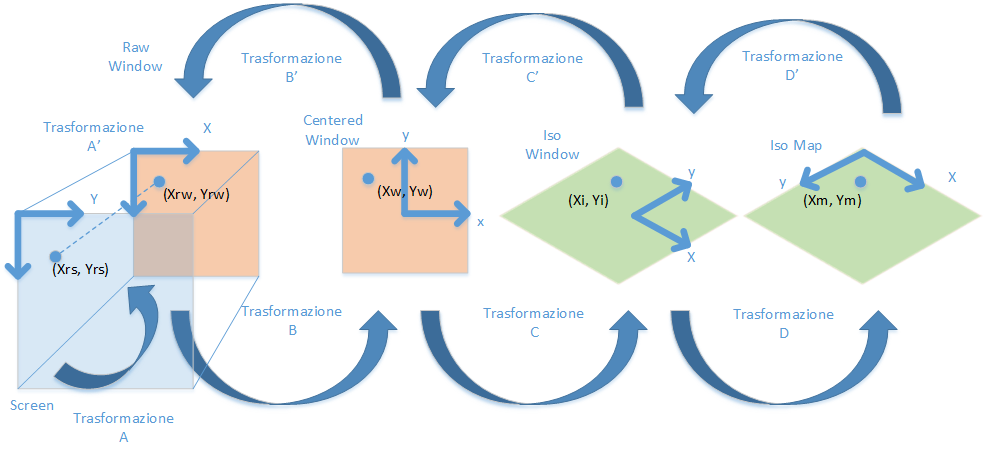 Raw
Window
Trasformazione
B’
Trasformazione
C’
Trasformazione
D’
Trasformazione
A’
X
Centered
Window
y
Iso
Window
Iso Map
Y
(Xrw, Yrw)
(Xw, Yw)
x
(Xi, Yi)
y
X
y
X
(Xm, Ym)
(Xrs, Yrs)
Trasformazione
B
Trasformazione
C
Trasformazione
D
Screen
Trasformazione
A